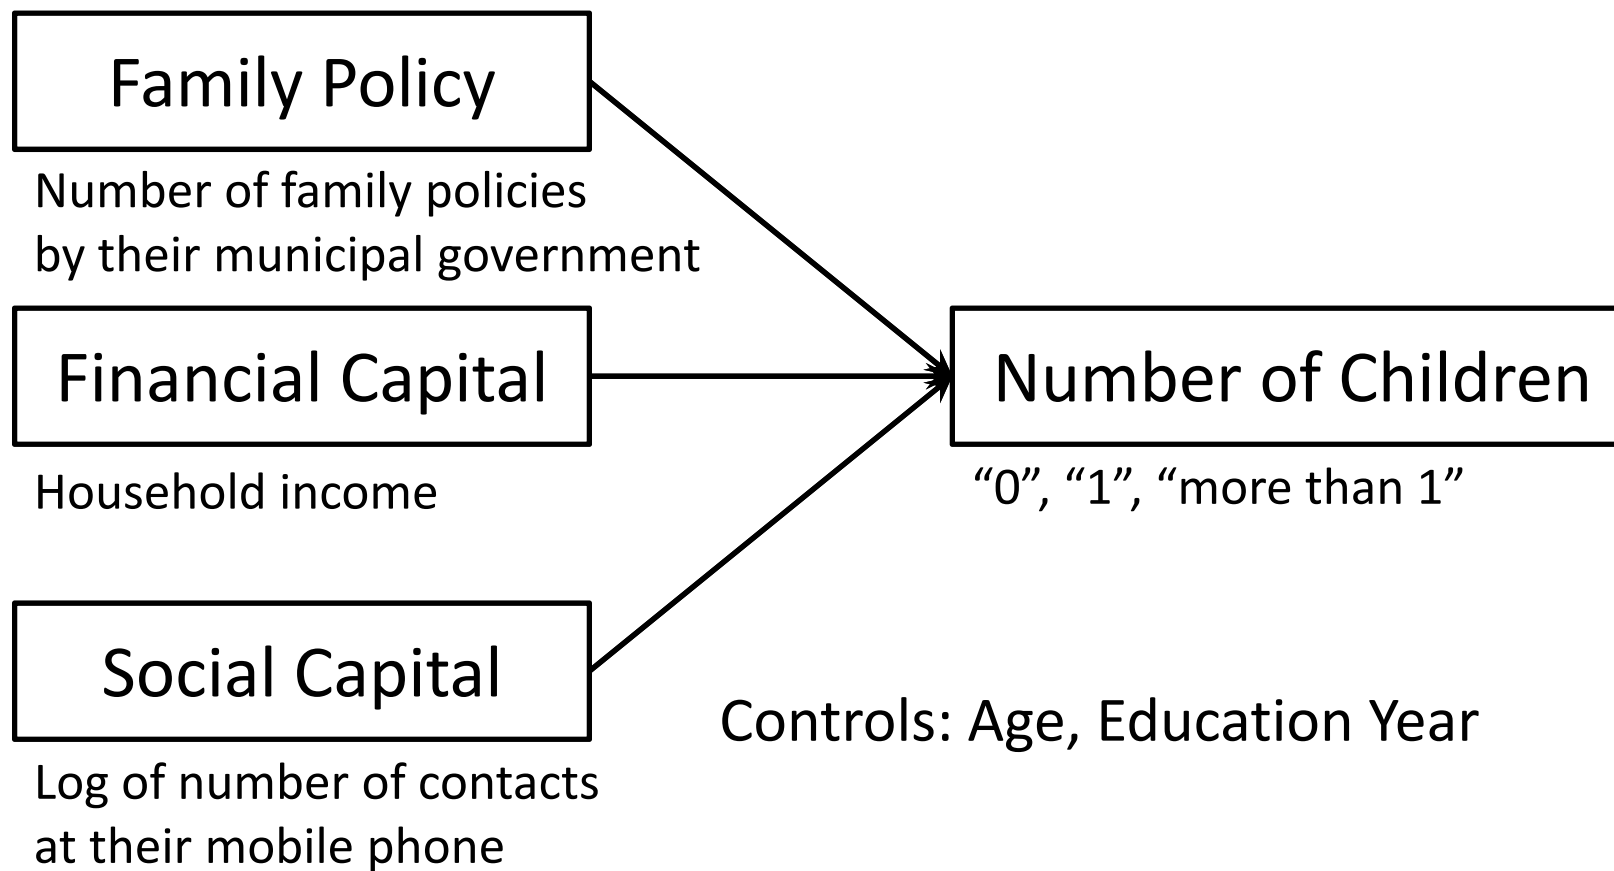 Family Policy
Number of family policies
by their municipal government
Financial Capital
Household income
Social Capital
Log of number of contacts
at their mobile phone
Number of Children
“0”, “1”, “more than 1”
Controls: Age, Education Year